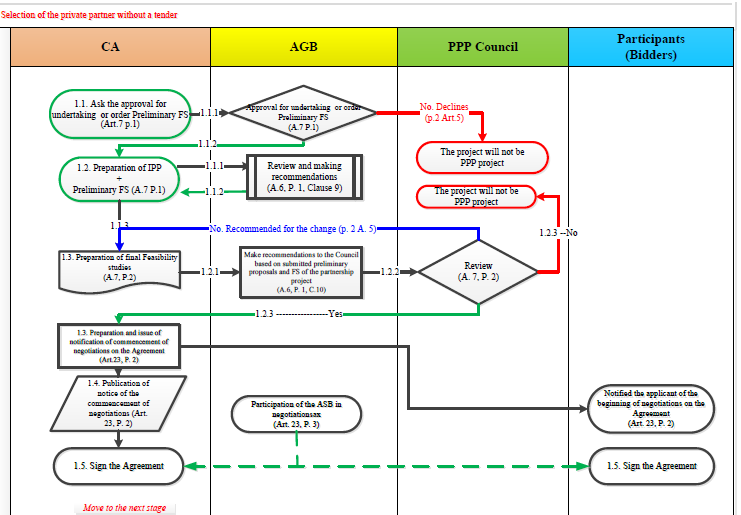 Selection of the private partner without a tender
CA
AGB
PPP Council
Participants
(Bidders)
1.1. Ask the approval for
undertaking or order Preliminary FS
(Art.7 p.1)
1.1.1
Approval for undertaking or order
Preliminary FS
(A.7 P.1)
No. Declines
(p.2 Art.5)
The project will not be
PPP project
1.1.2
1.2. Preparation of IPP
+
Preliminary FS (A.7 P.1)
1.1.1
1.1.2
Review and making
recommendations
(A.6, P. 1, Clause 9)
The project will not be
PPP project
1.1.3
No. Recommended for the change (p. 2 A. 5)
1.2.3 --No
1.3. Preparation of final Feasibility
studies
(A.7, P.2)
1.2.1
Make recommendations to the Council
based on submitted preliminary
proposals and FS of the partnership
project
(A.6, P. 1, C.10)
1.2.2
Review
(A. 7, P. 2)
1.2.3 ------------------Yes
1.3. Preparation and issue of
notification of commencement of
negotiations on the Agreement
(Art.23, P. 2)
1.4. Publication of
notice of the
commencement of
negotiations (Art.
23, P. 2)
Participation of the ASB in
negotiationsax
(Art. 23, P. 3)
Notified the applicant of the
beginning of negotiations on the
Agreement
(Art. 23, P. 2)
1.5. Sign the Agreement
1.5. Sign the Agreement
Move to the next stage